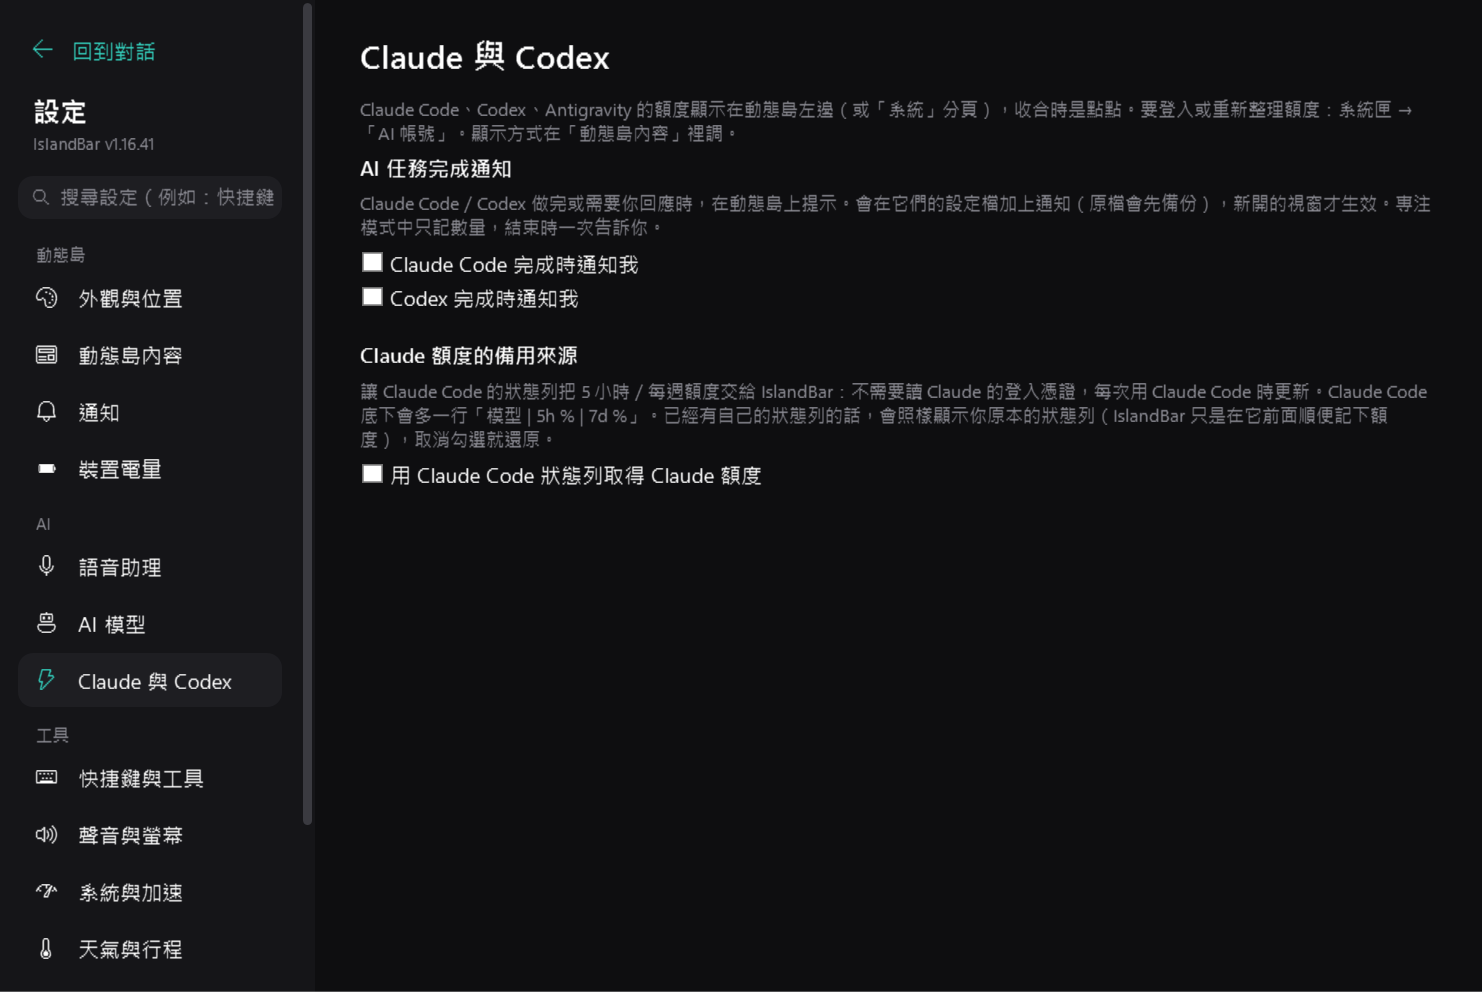 回到對話
設定
IslandBar v1.16.41
搜尋設定（例如：快捷鍵
動態島
外觀與位置
動態島內容
通知
裝置電量
AI
語音助理
AI 模型
Claude 與 Codex
工具
快捷鍵與工具
聲音與螢幕
系統與加速
天氣與行程
Claude 與 Codex
Claude Code、Codex、Antigravity 的額度顯示在動態島左邊（或「系統」分頁），收合時是點點。要登入或重新整理額度：系統匣 →
「AI 帳號」。顯示方式在「動態島內容」裡調。
AI 任務完成通知
Claude Code / Codex 做完或需要你回應時，在動態島上提示。會在它們的設定檔加上通知（原檔會先備份），新開的視窗才生效。專注
模式中只記數量，結束時一次告訴你。
Claude Code 完成時通知我
Codex 完成時通知我
Claude 額度的備用來源
讓 Claude Code 的狀態列把 5 小時 / 每週額度交給 IslandBar：不需要讀 Claude 的登入憑證，每次用 Claude Code 時更新。Claude Code
底下會多一行「模型 | 5h % | 7d %」。已經有自己的狀態列的話，會照樣顯示你原本的狀態列（IslandBar 只是在它前面順便記下額
度），取消勾選就還原。
用 Claude Code 狀態列取得 Claude 額度